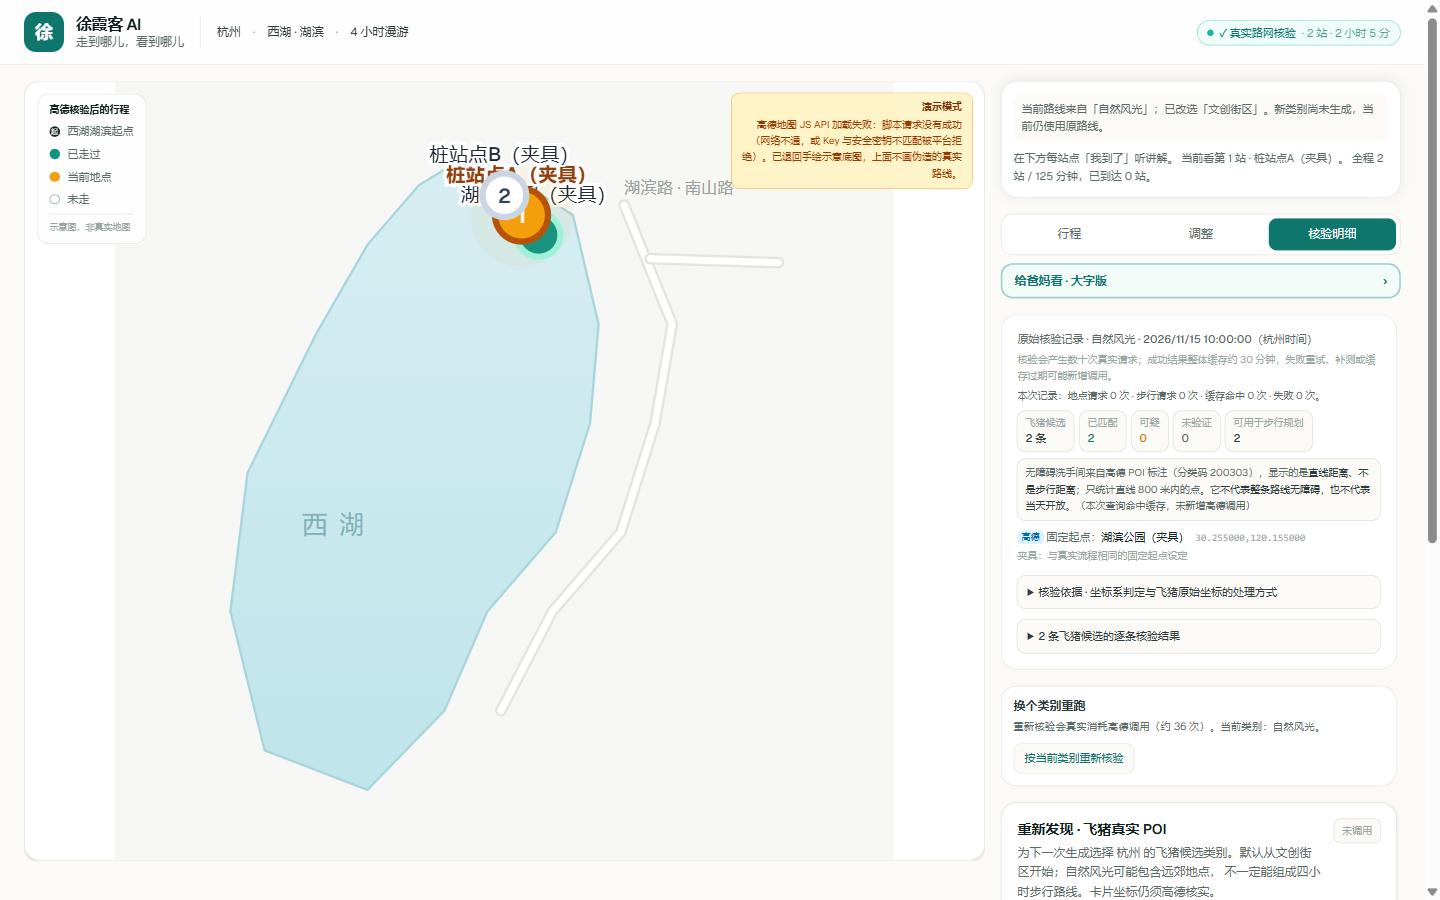 徐
徐霞客 AI
走到哪儿，看到哪儿
杭州 · 西湖·湖滨 · 4 小时漫游
✓ 真实路网核验 · 2 站 · 2 小时 5 分
高德核验后的行程
起 西湖湖滨起点
已走过
当前地点
未走
示意图，非真实地图
演示模式
高德地图 JS API 加载失败：脚本请求没有成功
（网络不通，或 Key 与安全密钥不匹配被平台拒
绝）。已退回手绘示意底图，上面不画伪造的真实
路线。
桩站点B（夹具）
桩站点A（夹具）
湖（夹具）
2
湖滨路 · 南山路
西 湖
当前路线来自「自然风光」；已改选「文创街区」。新类别尚未生成，当
前仍使用原路线。
在下方每站点「我到了」听讲解。 当前看第 1 站 · 桩站点A（夹具）。 全程 2
站 / 125 分钟，已到达 0 站。
行程
调整
核验明细
给爸妈看 · 大字版 ›
原始核验记录 · 自然风光 · 2026/11/15 10:00:00（杭州时间）
核验会产生数十次真实请求；成功结果整体缓存约 30 分钟，失败重试、补测或缓
存过期可能新增调用。
本次记录：地点请求 0 次 · 步行请求 0 次 · 缓存命中 0 次 · 失败 0 次。
飞猪候选
2 条
已匹配
2
可疑
0
未验证
0
可用于步行规划
2
无障碍洗手间来自高德 POI 标注（分类码 200303），显示的是直线距离、不
是步行距离；只统计直线 800 米内的点。它不代表整条路线无障碍，也不代表
当天开放。（本次查询命中缓存，未新增高德调用）
高德 固定起点：湖滨公园（夹具） 30.255000,120.155000
夹具：与真实流程相同的固定起点设定
▶ 核验依据 · 坐标系判定与飞猪原始坐标的处理方式
▶ 2 条飞猪候选的逐条核验结果
换个类别重跑
重新核验会真实消耗高德调用（约 36 次）。当前类别：自然风光。
按当前类别重新核验
重新发现 · 飞猪真实 POI
未调用
为下一次生成选择 杭州 的飞猪候选类别。默认从文创街
区开始；自然风光可能包含远郊地点， 不一定能组成四小
时步行路线。卡片坐标仍须高德核实。